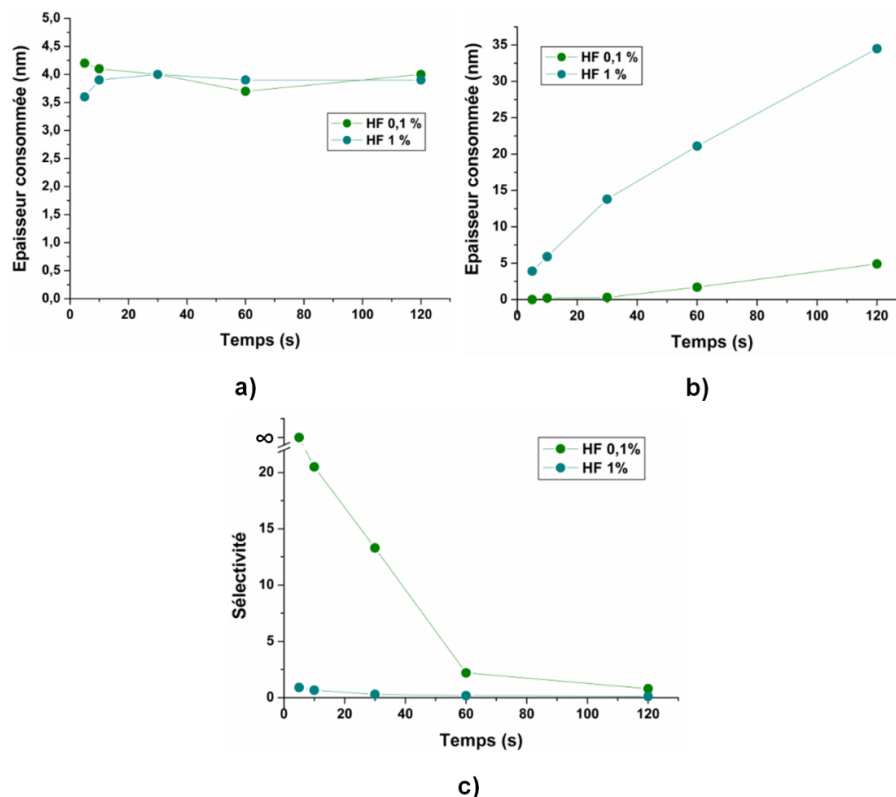 5,0
4,5
4,0
3,5
3,0
2,5
2,0
1,5
1,0
0,5
0,0
Epaisseur consommée (nm)
HF 0,1 %
HF 1 %
0 20 40 60 80 100 120
Temps (s)
a)
35
30
25
20
15
10
5
0
Epaisseur consommée (nm)
HF 0,1 %
HF 1 %
0 20 40 60 80 100 120
Temps (s)
b)
∞
20
15
10
5
0
Sélectivité
HF 0,1%
HF 1%
0 20 40 60 80 100 120
Temps (s)
c)